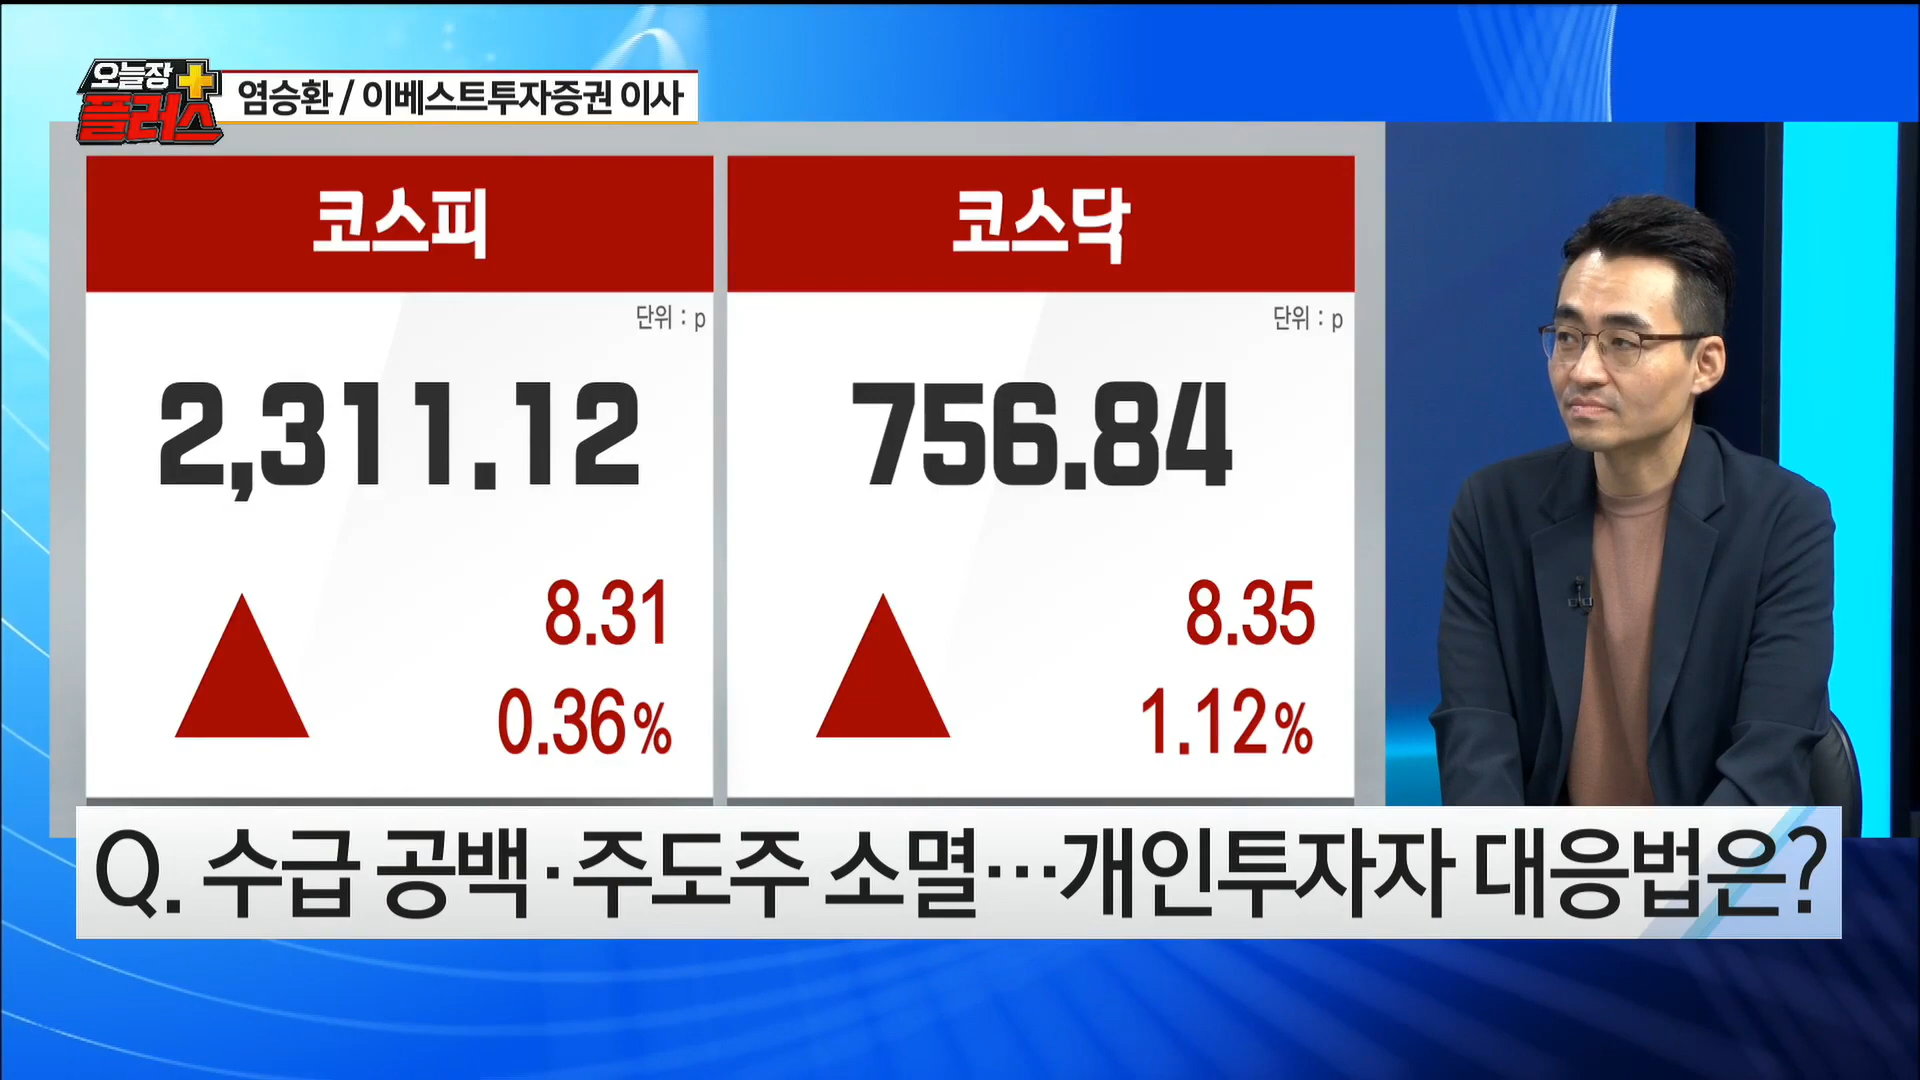 오늘장
플러스
염승환 / 이베스트투자증권 이사
코스피
단위 : p
2,311.12
8.31
0.36%
코스닥
단위 : p
756.84
8.35
1.12%
Q. 수급 공백·주도주 소멸…개인투자자 대응법은?